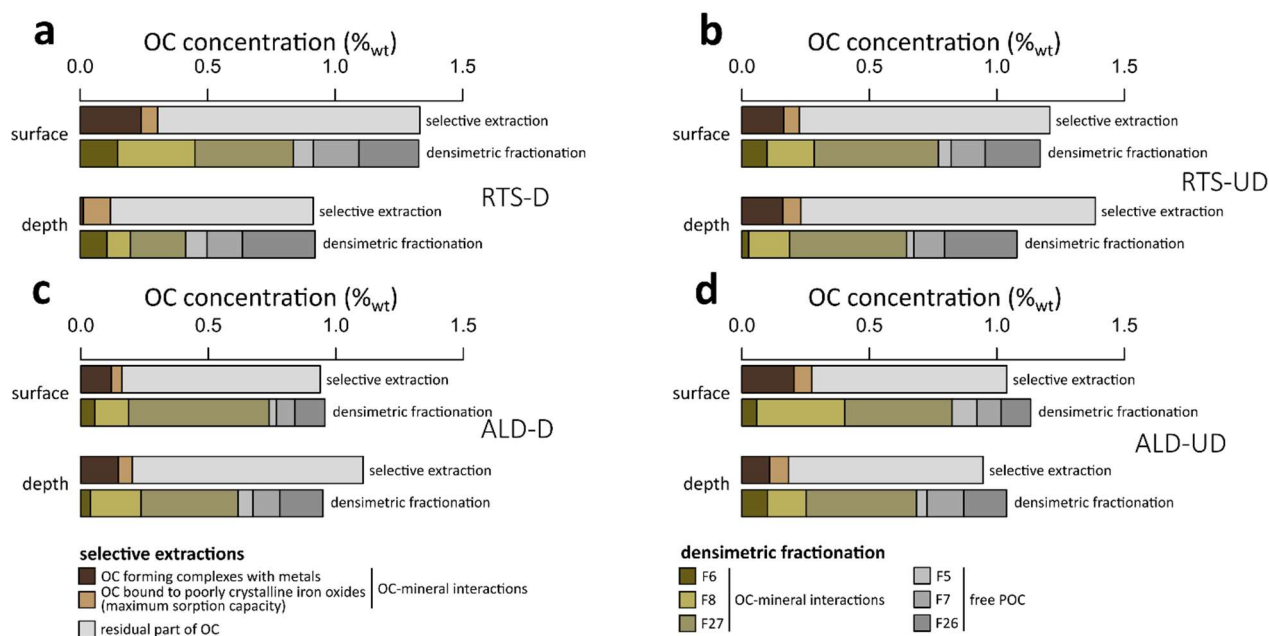 a
OC concentration (%wt)
0.0 0.5 1.0 1.5
surface
selective extraction
densimetric fractionation
RTS-D
depth
selective extraction
densimetric fractionation
b
OC concentration (%wt)
0.0 0.5 1.0 1.5
surface
selective extraction
densimetric fractionation
RTS-UD
depth
selective extraction
densimetric fractionation
c
OC concentration (%wt)
0.0 0.5 1.0 1.5
surface
selective extraction
densimetric fractionation
ALD-D
depth
selective extraction
densimetric fractionation
d
OC concentration (%wt)
0.0 0.5 1.0 1.5
surface
selective extraction
densimetric fractionation
ALD-UD
depth
selective extraction
densimetric fractionation
selective extractions
OC forming complexes with metals
OC bound to poorly crystalline iron oxides
(maximum sorption capacity)
OC-mineral interactions
residual part of OC
densimetric fractionation
F6
F8
F27
OC-mineral interactions
F5
F7
F26
free POC